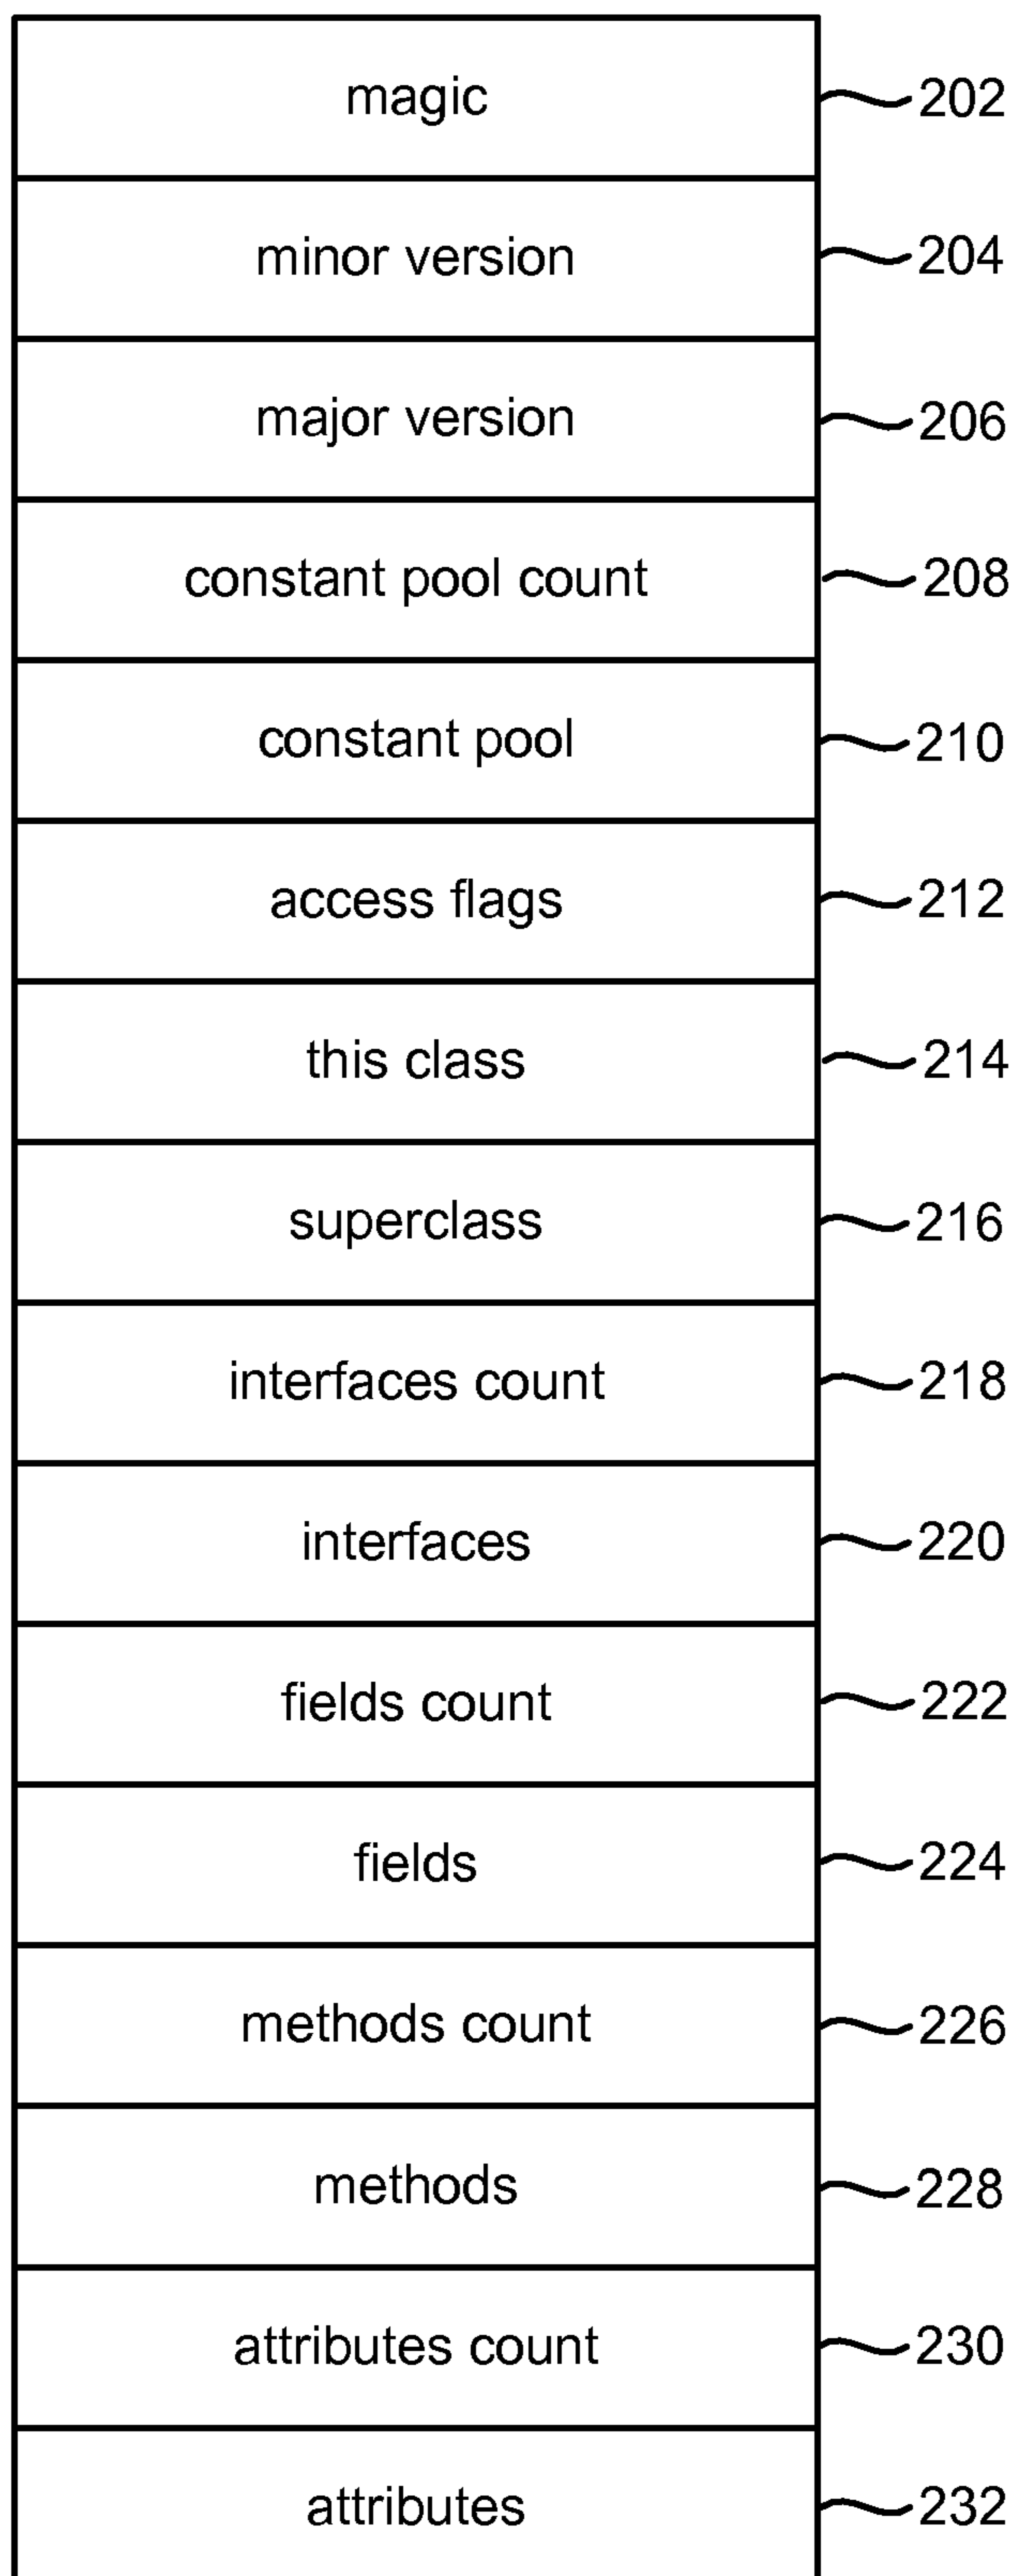 magic 202
minor version 204
major version 206
constant pool count 208
constant pool 210
access flags 212
this class 214
superclass 216
interfaces count 218
interfaces 220
fields count 222
fields 224
methods count 226
methods 228
attributes count 230
attributes 232